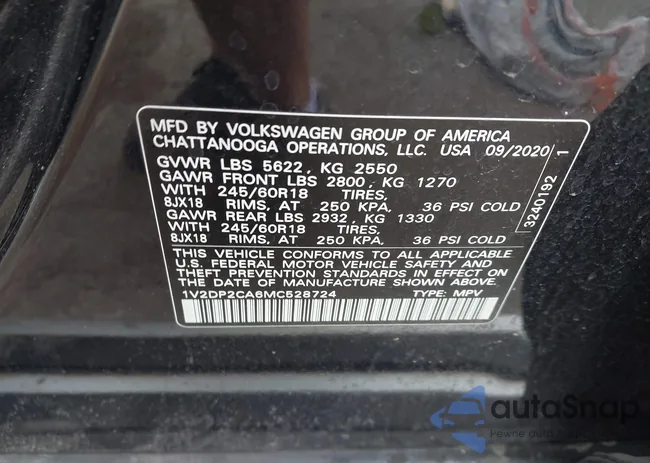 MFD BY VOLKSWAGEN GROUP OF AMERICA
CHATTANOOGA OPERATIONS, LLC. USA 09/2020
GVWR LBS 5622, KG 2550
GAWR FRONT LBS 2800, KG 1270
WITH 245/60R18 TIRES,
8JX18 RIMS, AT 250 KPA, 36 PSI COLD
GAWR REAR LBS 2932, KG 1330
WITH 245/60R18 TIRES,
8JX18 RIMS, AT 250 KPA, 36 PSI COLD
THIS VEHICLE CONFORMS TO ALL APPLICABLE
U.S. FEDERAL MOTOR VEHICLE SAFETY AND
THEFT PREVENTION STANDARDS IN EFFECT ON THE
DATE OF MANUFACTURE SHOWN ABOVE.
1V2DP2CA6MC528724 TYPE: MPV
3240192 1
autoSnap
Pewne auto z USA